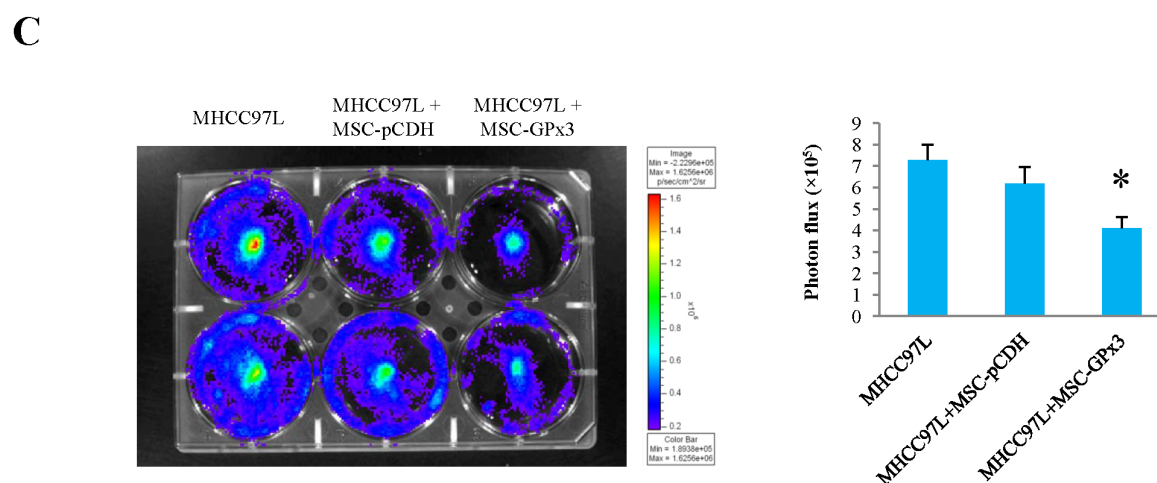 C
MHCC97L
MHCC97L +
MSC-pCDH
MHCC97L +
MSC-GPx3
Image
Min = -2.2296e+05
Max = 1.6256e+06
p/sec/cm^2/sr
1.6
1.4
1.2
1.0
0.8
0.6
0.4
0.2
x10^6
Color Bar
Min = 1.8938e+05
Max = 1.6256e+06
Photon flux (×10⁵)
9
8
7
6
5
4
3
2
1
0
*
MHCC97L
MHCC97L+MSC-pCDH
MHCC97L+MSC-GPx3